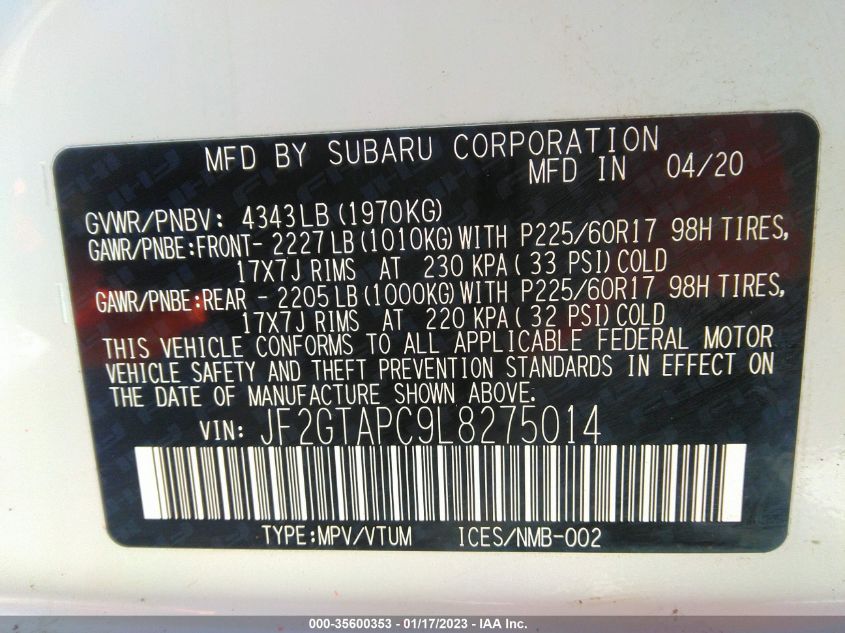 MFD BY SUBARU CORPORATION
MFD IN 04/20
GVWR/PNBV: 4343LB (1970KG)
GAWR/PNBE:FRONT- 2227LB (1010KG) WITH P225/60R17 98H TIRES,
17X7J RIMS AT 230 KPA( 33 PSI) COLD
GAWR/PNBE:REAR - 2205LB (1000KG) WITH P225/60R17 98H TIRES,
17X7J RIMS AT 220 KPA( 32 PSI) COLD
THIS VEHICLE CONFORMS TO ALL APPLICABLE FEDERAL MOTOR
VEHICLE SAFETY AND THEFT PREVENTION STANDARDS IN EFFECT ON
THE DATE OF MANUFACTURE SHOWN ABOVE.
VIN: JF2GTAPC9L8275014
TYPE:MPV/VTUM ICES/NMB-002
000-35600353 - 01/17/2023 - © IAA Inc.